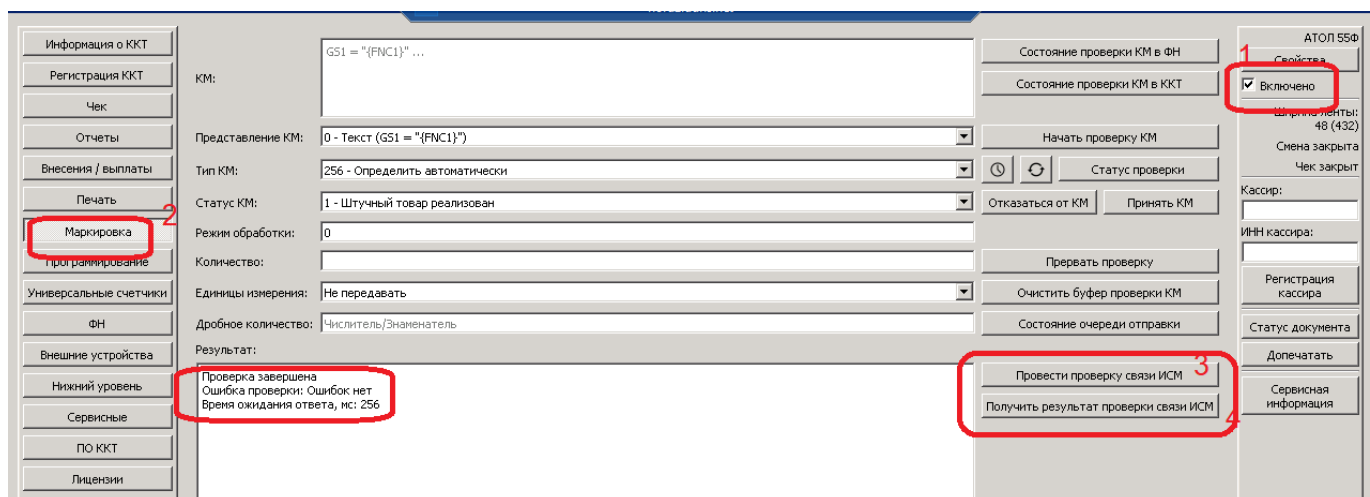 Информация о ККТ
Регистрация ККТ
Чек
Отчеты
Внесения / выплаты
Печать
2
Маркировка
Программирование
Универсальные счетчики
ФН
Внешние устройства
Нижний уровень
Сервисные
ПО ККТ
Лицензии
КМ:
GS1 = "{FNC1}" ...
Представление КМ:
0 - Текст (GS1 = "{FNC1}")
Тип КМ:
256 - Определить автоматически
Статус КМ:
1 - Штучный товар реализован
Режим обработки:
0
Количество:
Единицы измерения:
Не передавать
Дробное количество:
Числитель/Знаменатель
Результат:
Проверка завершена
Ошибка проверки: Ошибок нет
Время ожидания ответа, мс: 256
Состояние проверки КМ в ФН
Состояние проверки КМ в ККТ
Начать проверку КМ
Статус проверки
Отказаться от КМ
Принять КМ
Прервать проверку
Очистить буфер проверки КМ
Состояние очереди отправки
Провести проверку связи ИСМ
3
Получить результат проверки связи ИСМ
4
АТОЛ 55Ф
1
Свойства
Включено
Ширина ленты:
48 (432)
Смена закрыта
Чек закрыт
Кассир:
ИНН кассира:
Регистрация
кассира
Статус документа
Допечатать
Сервисная
информация